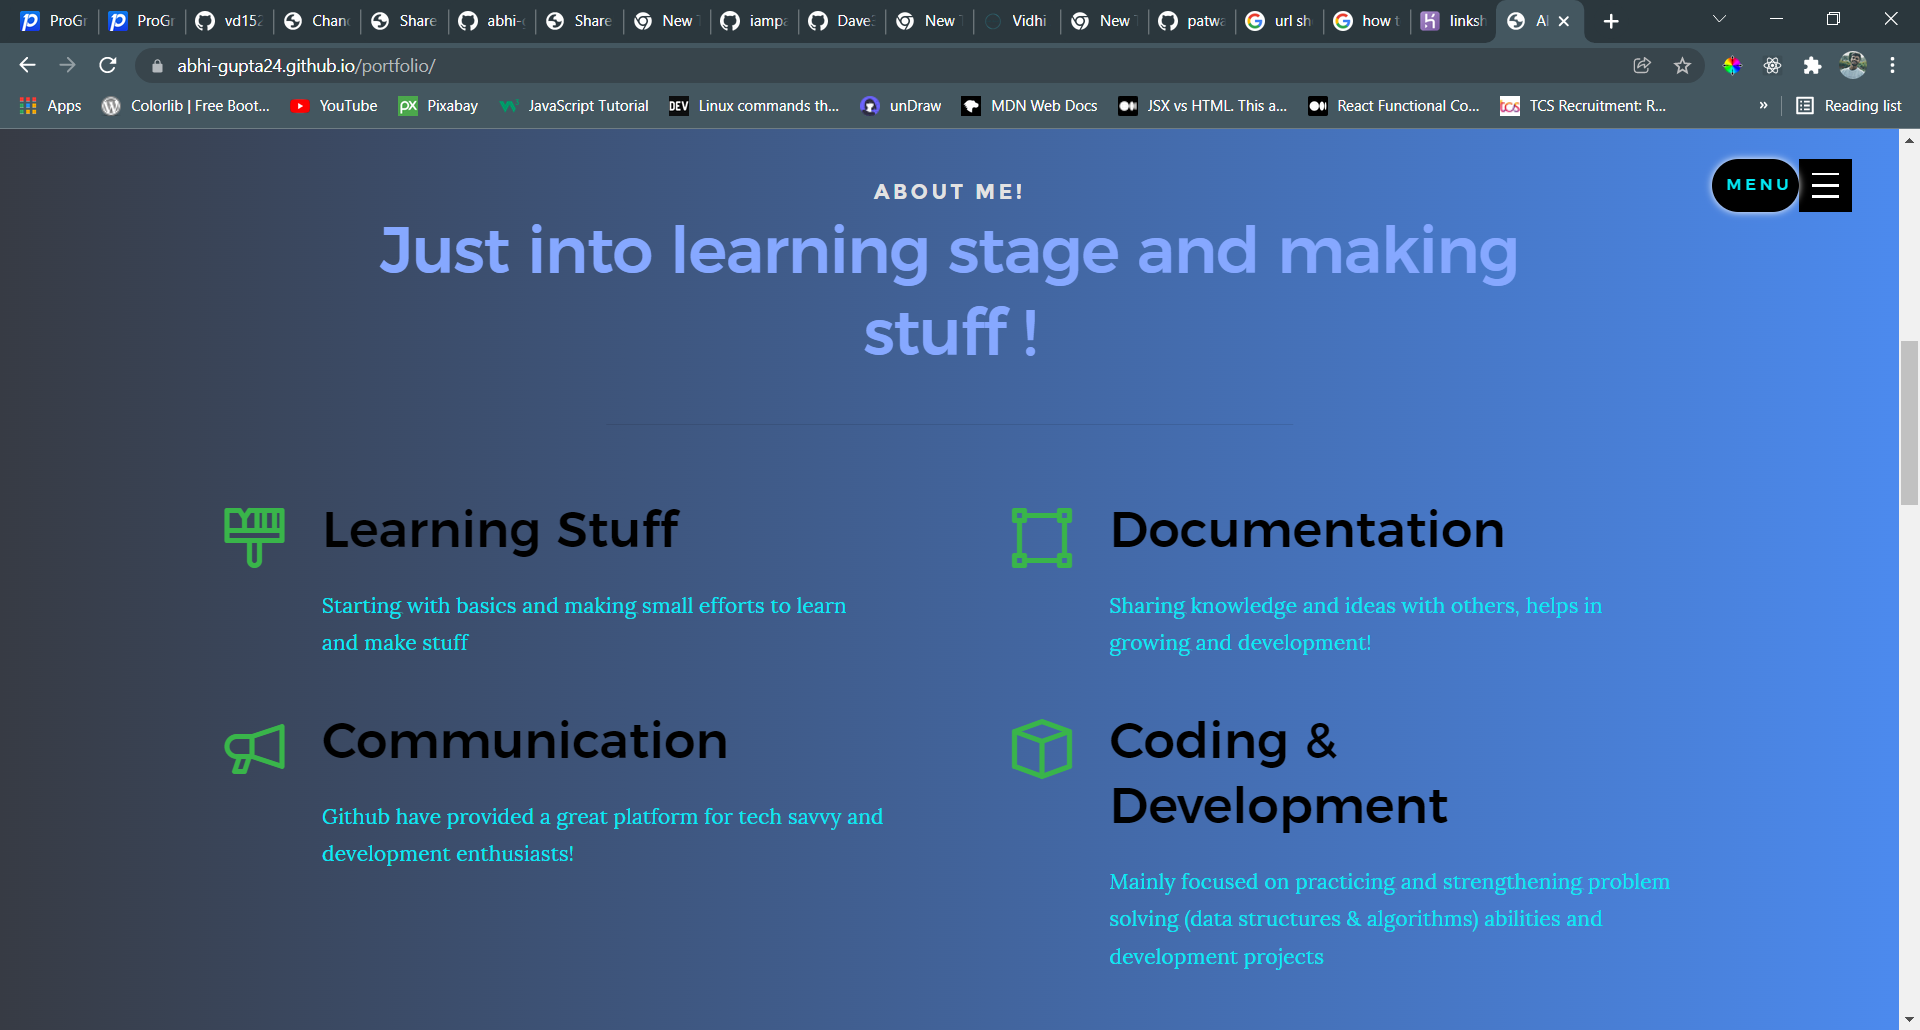 ProGr
ProGr
vd152
Chanc
Share
abhi-g
Share
New T
iampa
Dave3
New T
Vidhi
New T
patwa
url sh
how t
linksh
Al
abhi-gupta24.github.io/portfolio/
Apps
Colorlib | Free Boot...
YouTube
Pixabay
JavaScript Tutorial
DEV
Linux commands th...
unDraw
MDN Web Docs
JSX vs HTML. This a...
React Functional Co...
tcs
TCS Recruitment: R...
»
Reading list
MENU
ABOUT ME!
Just into learning stage and making
stuff !
Learning Stuff
Starting with basics and making small efforts to learn
and make stuff
Documentation
Sharing knowledge and ideas with others, helps in
growing and development!
Communication
Github have provided a great platform for tech savvy and
development enthusiasts!
Coding &
Development
Mainly focused on practicing and strengthening problem
solving (data structures & algorithms) abilities and
development projects